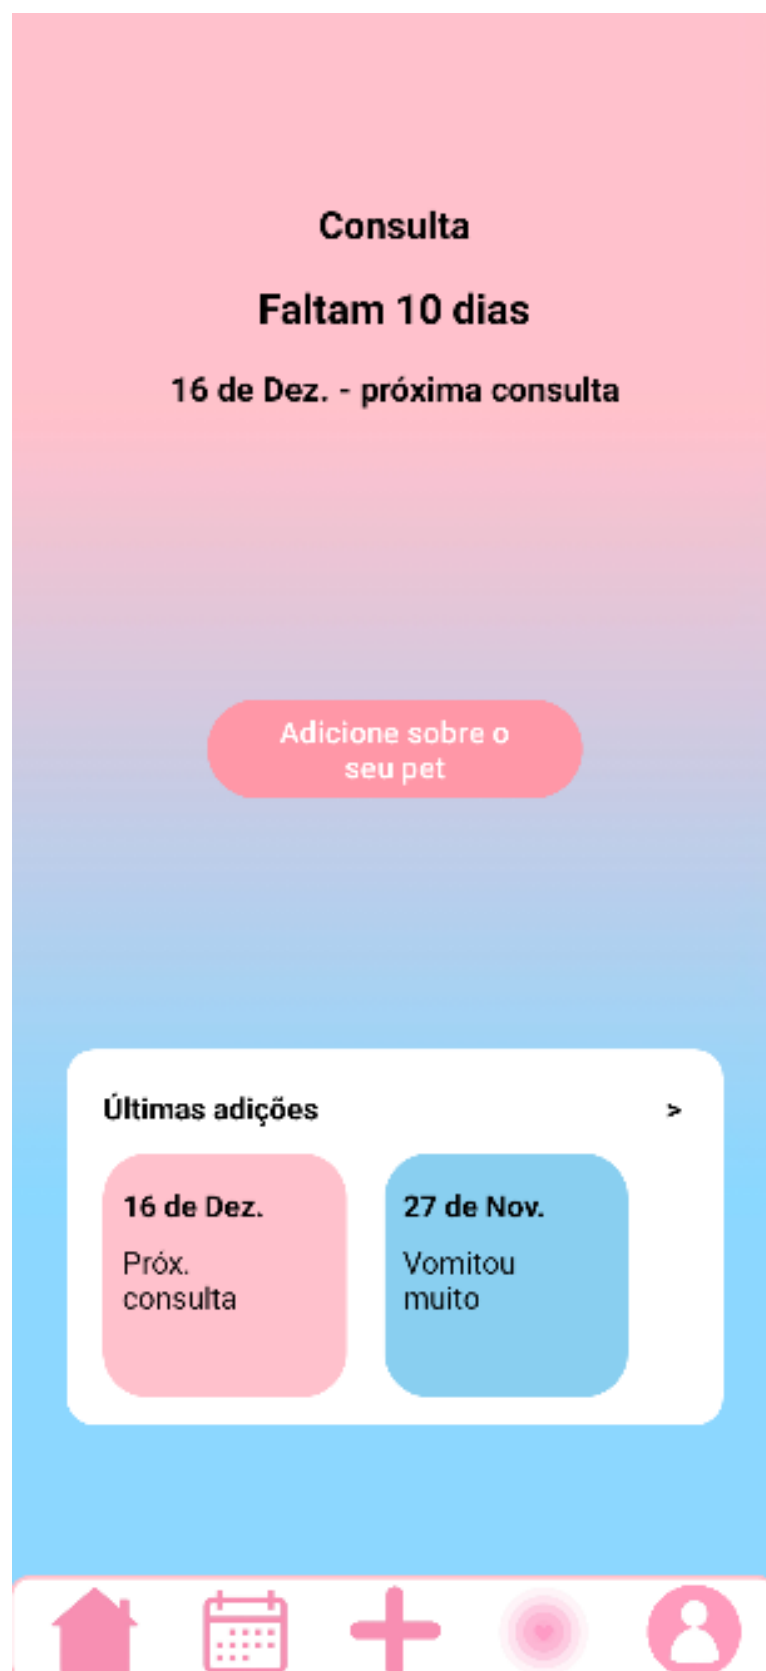 Consulta
Faltam 10 dias
16 de Dez. - próxima consulta
Adicione sobre o
seu pet
Últimas adições >
16 de Dez.
Próx.
consulta
27 de Nov.
Vomitou
muito